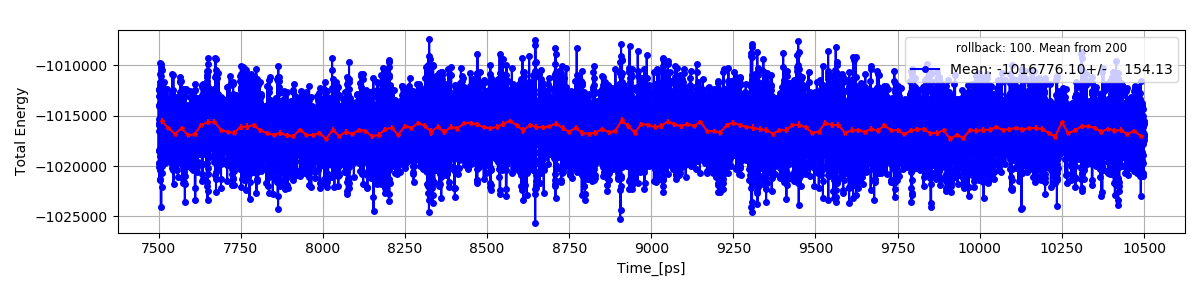 rollback: 100. Mean from 200
Mean: -1016776.10+/- 154.13
Total Energy
−1010000
−1015000
−1020000
−1025000
7500 7750 8000 8250 8500 8750 9000 9250 9500 9750 10000 10250 10500
Time_[ps]